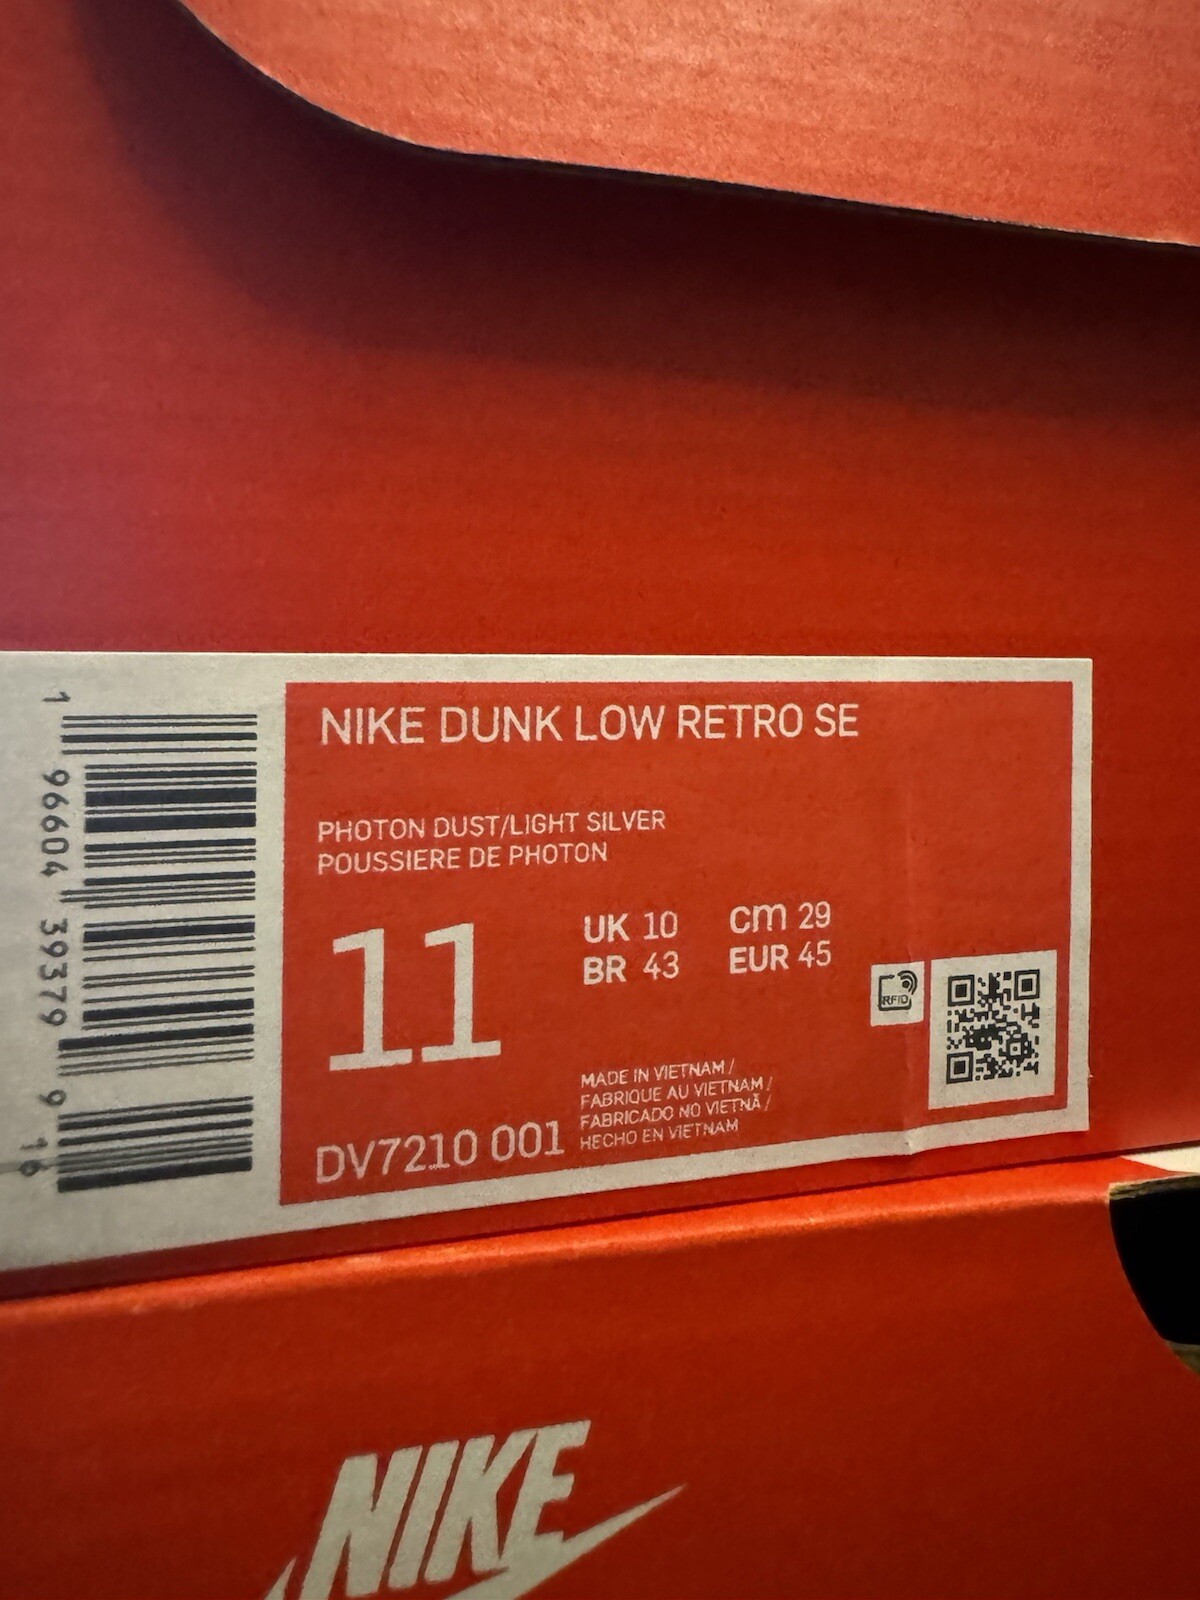 NIKE DUNK LOW RETRO SE
PHOTON DUST/LIGHT SILVER
POUSSIERE DE PHOTON
11
UK 10 cm 29
BR 43 EUR 45
RFID
MADE IN VIETNAM /
FABRIQUE AU VIETNAM /
FABRICADO NO VIETNÃ /
HECHO EN VIETNAM
DV7210 001
1 96604 39379 9 16
NIKE